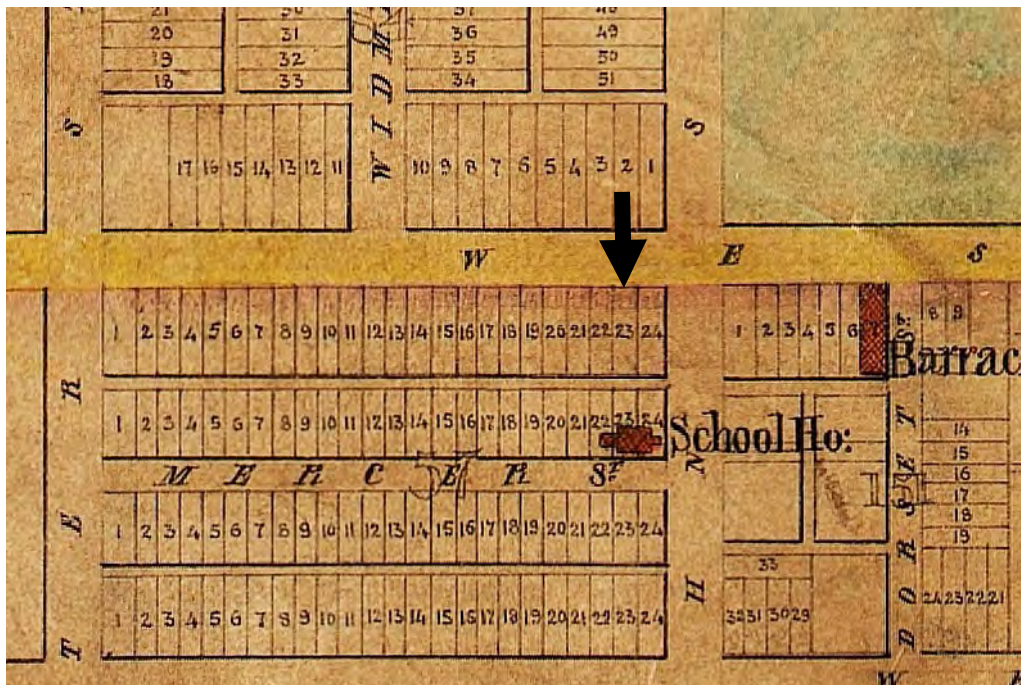 20 31 36 49
19 32 35 50
18 33 34 51
S WIDM S
17 16 15 14 13 12 11 10 9 8 7 6 5 4 3 2 1
W E S
1 2 3 4 5 6 7 8 9 10 11 12 13 14 15 16 17 18 19 20 21 22 23 24
1 2 3 4 5 6 7
8 9
Barrac
1 2 3 4 5 6 7 8 9 10 11 12 13 14 15 16 17 18 19 20 21 22 23 24
School Ho:
14
15
16
17
18
19
MERCER St
1 2 3 4 5 6 7 8 9 10 11 12 13 14 15 16 17 18 19 20 21 22 23 24
33
1 2 3 4 5 6 7 8 9 10 11 12 13 14 15 16 17 18 19 20 21 22 23 24
32 31 30 29
24 23 22 21
R
E
T
N
H
DORSET St
W